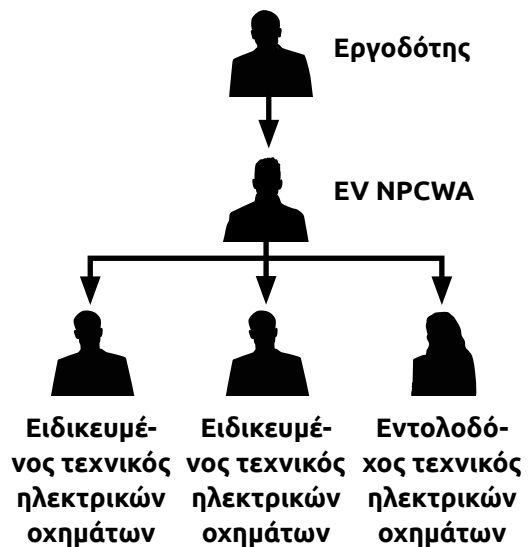 Εργοδότης
EV NPCWA
Ειδικευμέ-
νος τεχνικός
ηλεκτρικών
οχημάτων
Ειδικευμέ-
νος τεχνικός
ηλεκτρικών
οχημάτων
Εντολοδό-
χος τεχνικός
ηλεκτρικών
οχημάτων